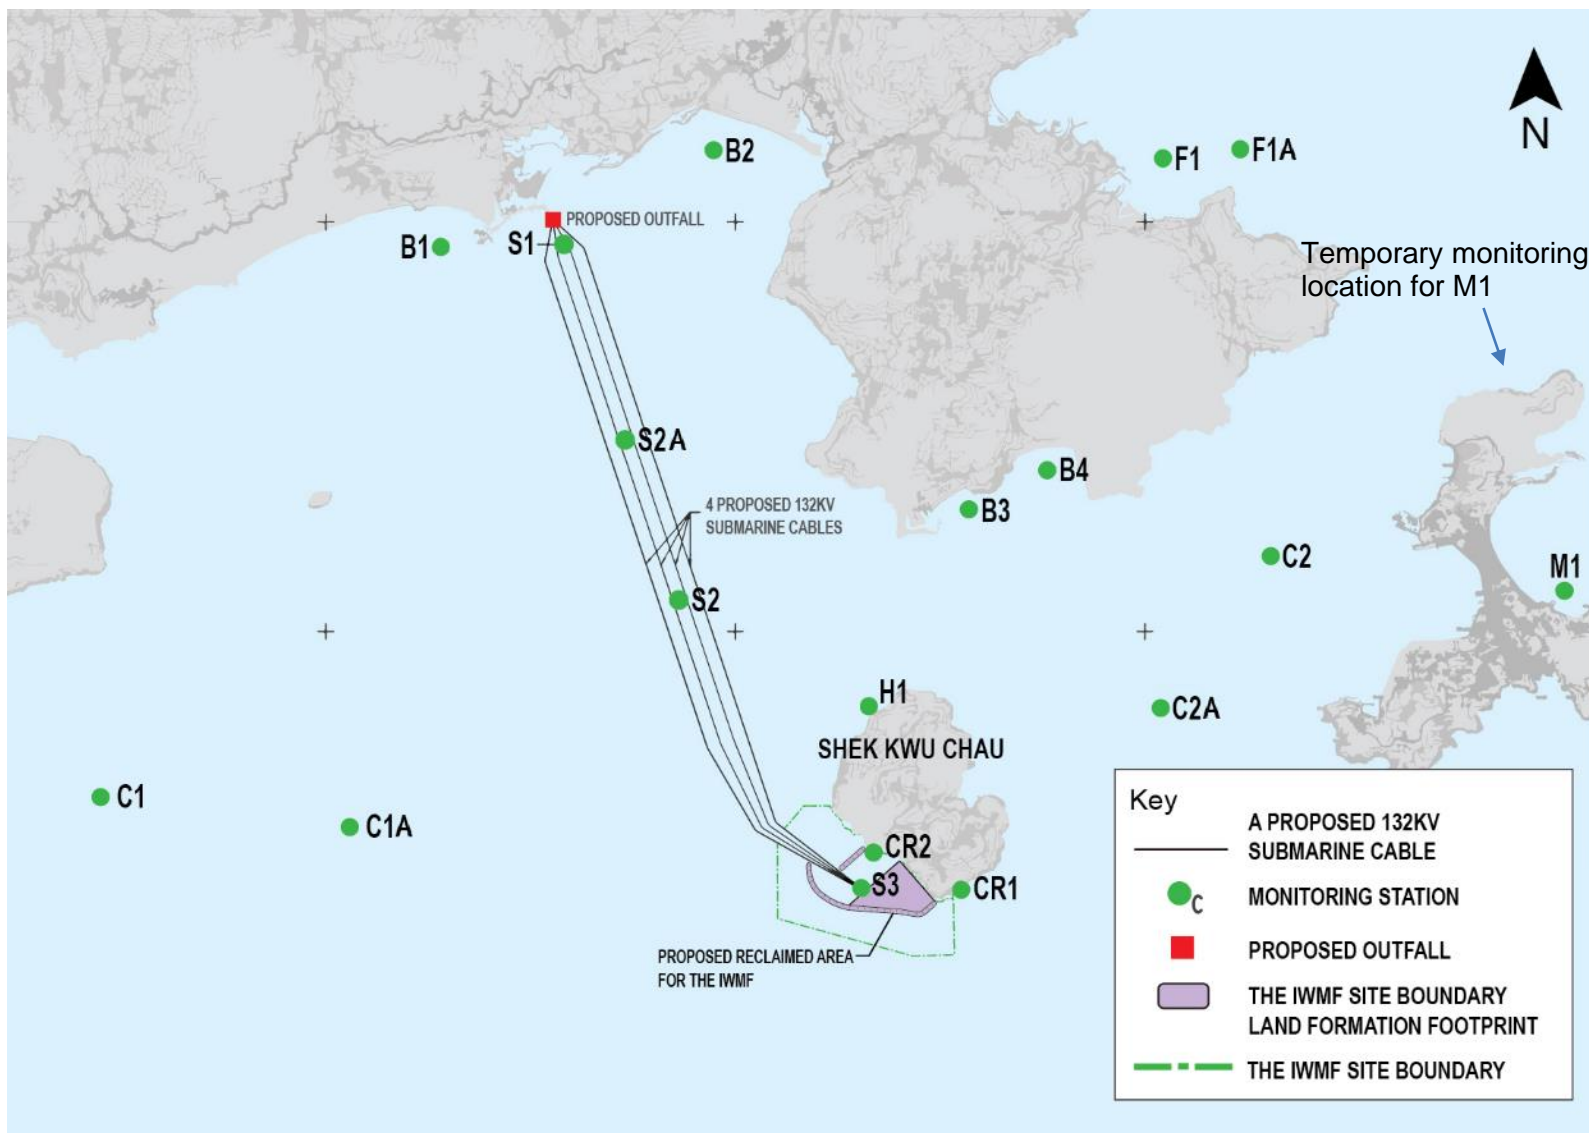 N
B2
F1
F1A
PROPOSED OUTFALL
B1
S1
Temporary monitoring
location for M1
S2A
B4
4 PROPOSED 132KV
SUBMARINE CABLES
B3
C2
M1
S2
H1
C2A
SHEK KWU CHAU
C1
C1A
CR2
S3
CR1
PROPOSED RECLAIMED AREA
FOR THE IWMF
Key
A PROPOSED 132KV
SUBMARINE CABLE
C
MONITORING STATION
PROPOSED OUTFALL
THE IWMF SITE BOUNDARY
LAND FORMATION FOOTPRINT
THE IWMF SITE BOUNDARY